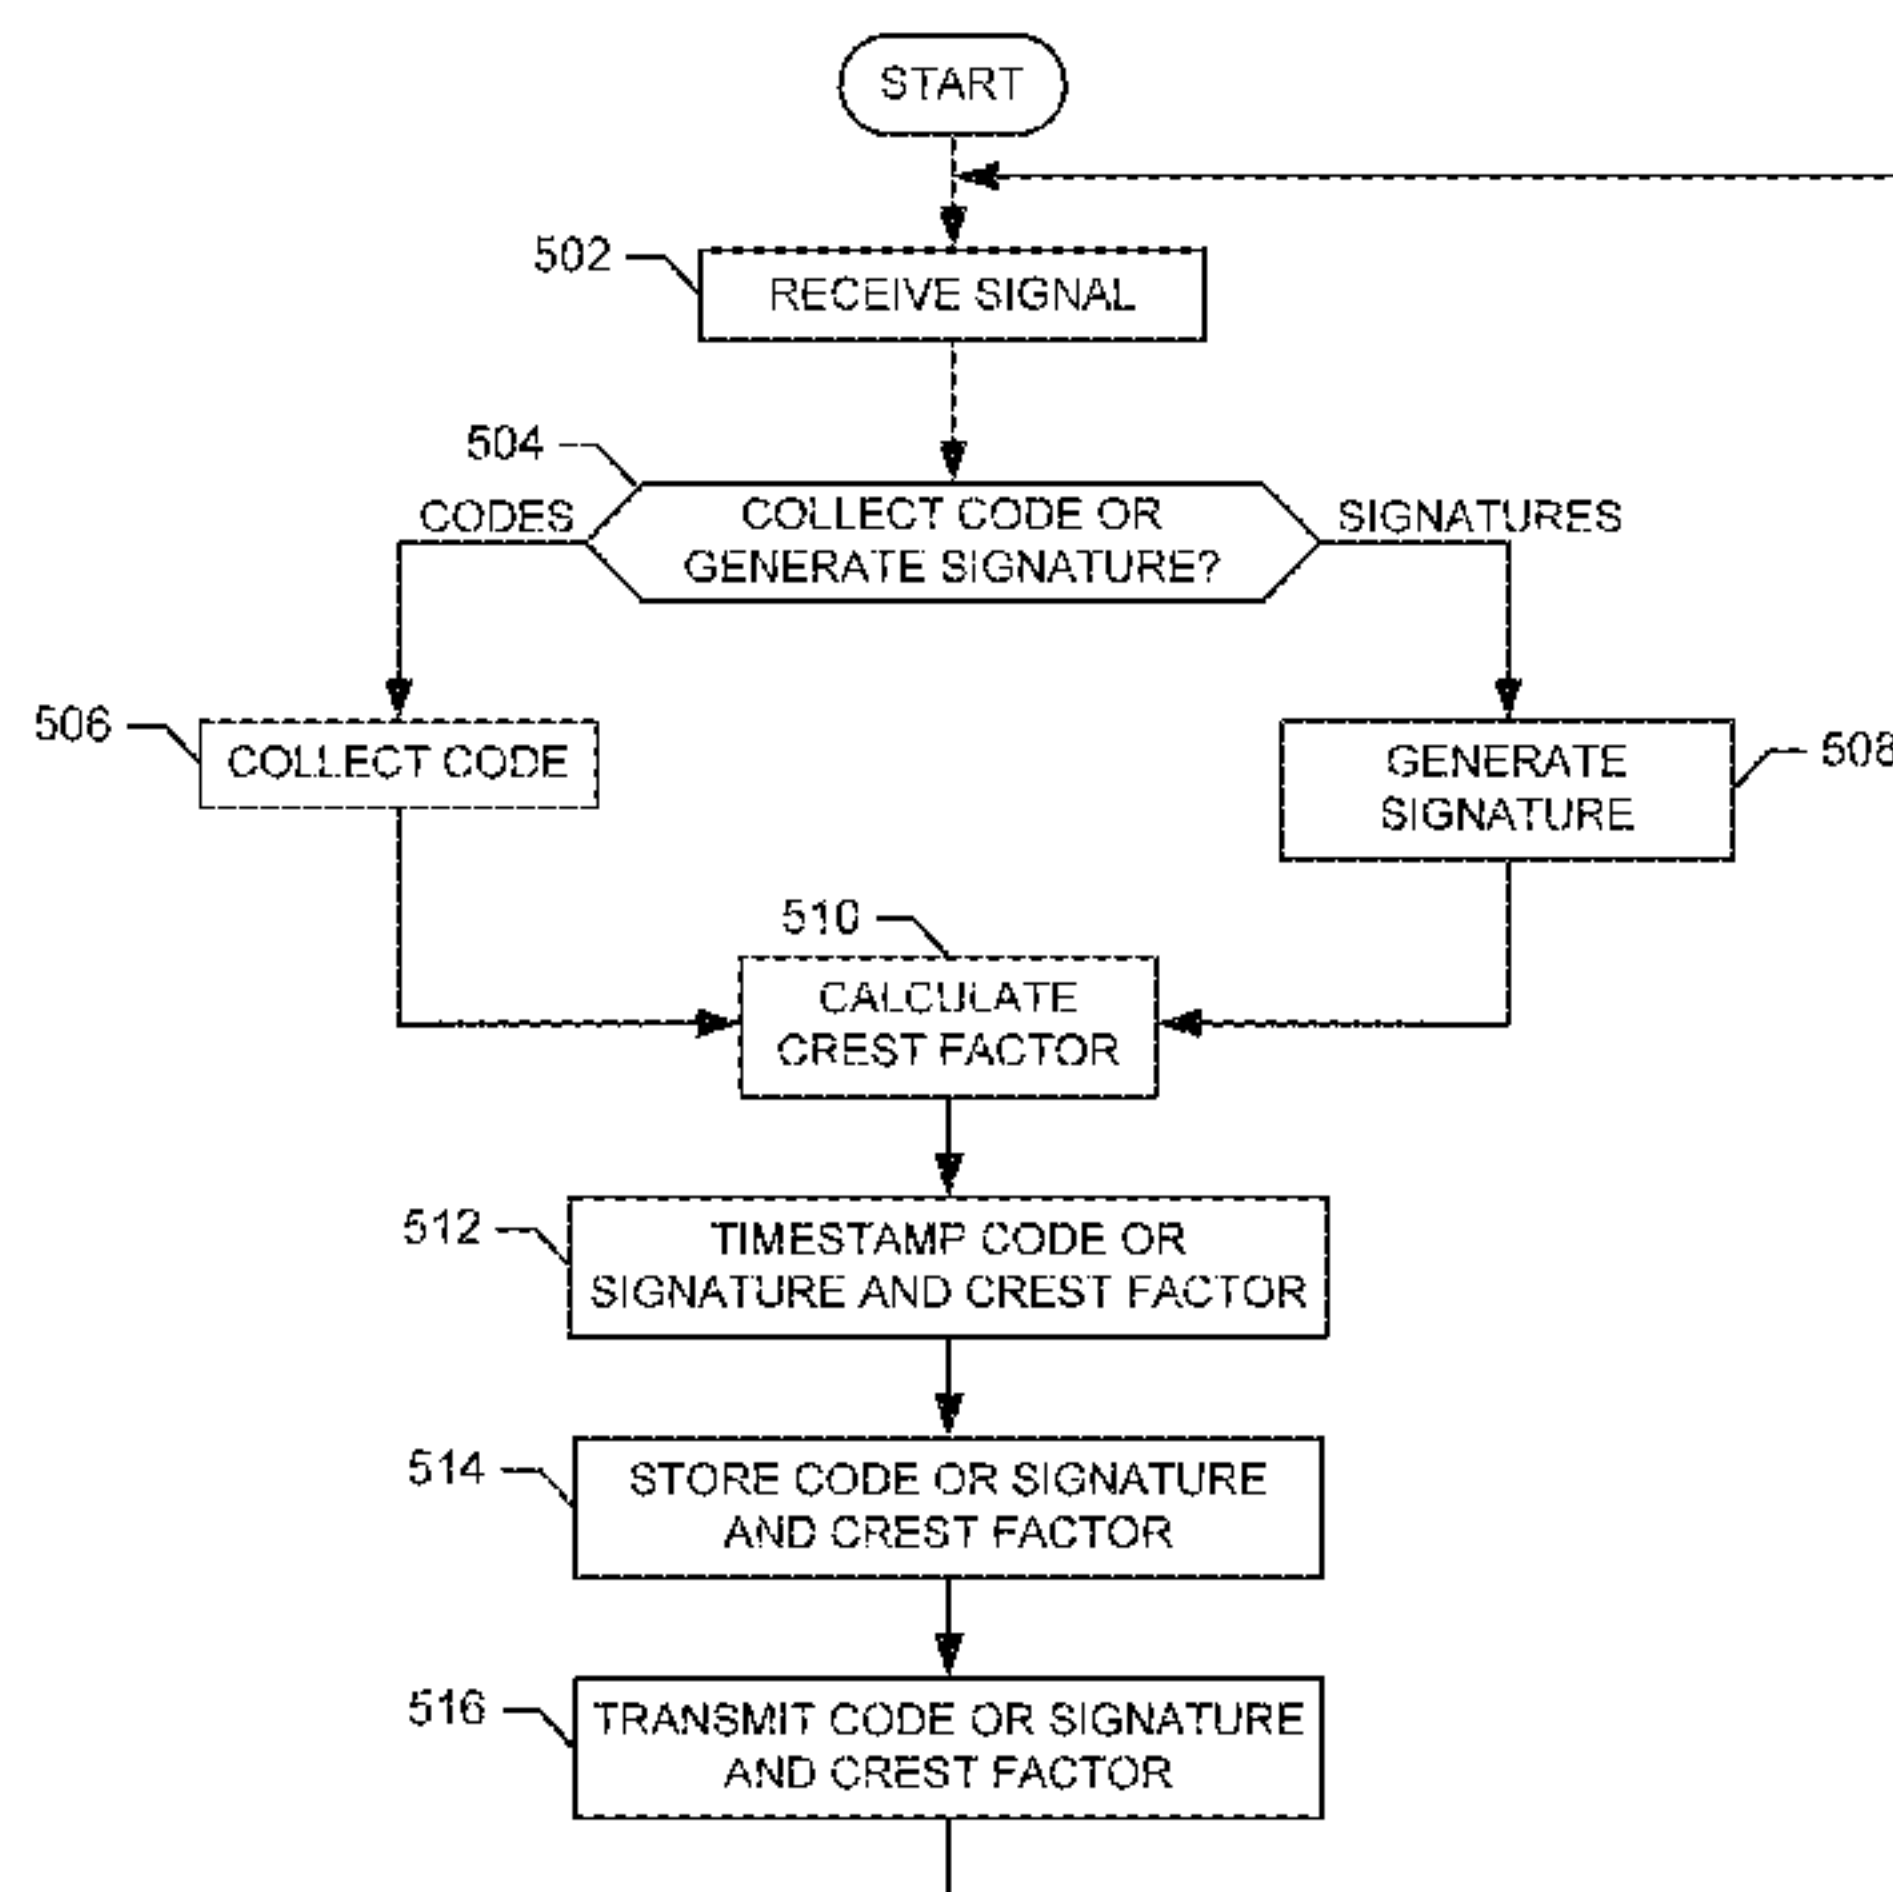 START
502
RECEIVE SIGNAL
504
CODES
COLLECT CODE OR
GENERATE SIGNATURE?
SIGNATURES
506
COLLECT CODE
GENERATE
SIGNATURE
508
510
CALCULATE
CREST FACTOR
512
TIMESTAMP CODE OR
SIGNATURE AND CREST FACTOR
514
STORE CODE OR SIGNATURE
AND CREST FACTOR
516
TRANSMIT CODE OR SIGNATURE
AND CREST FACTOR